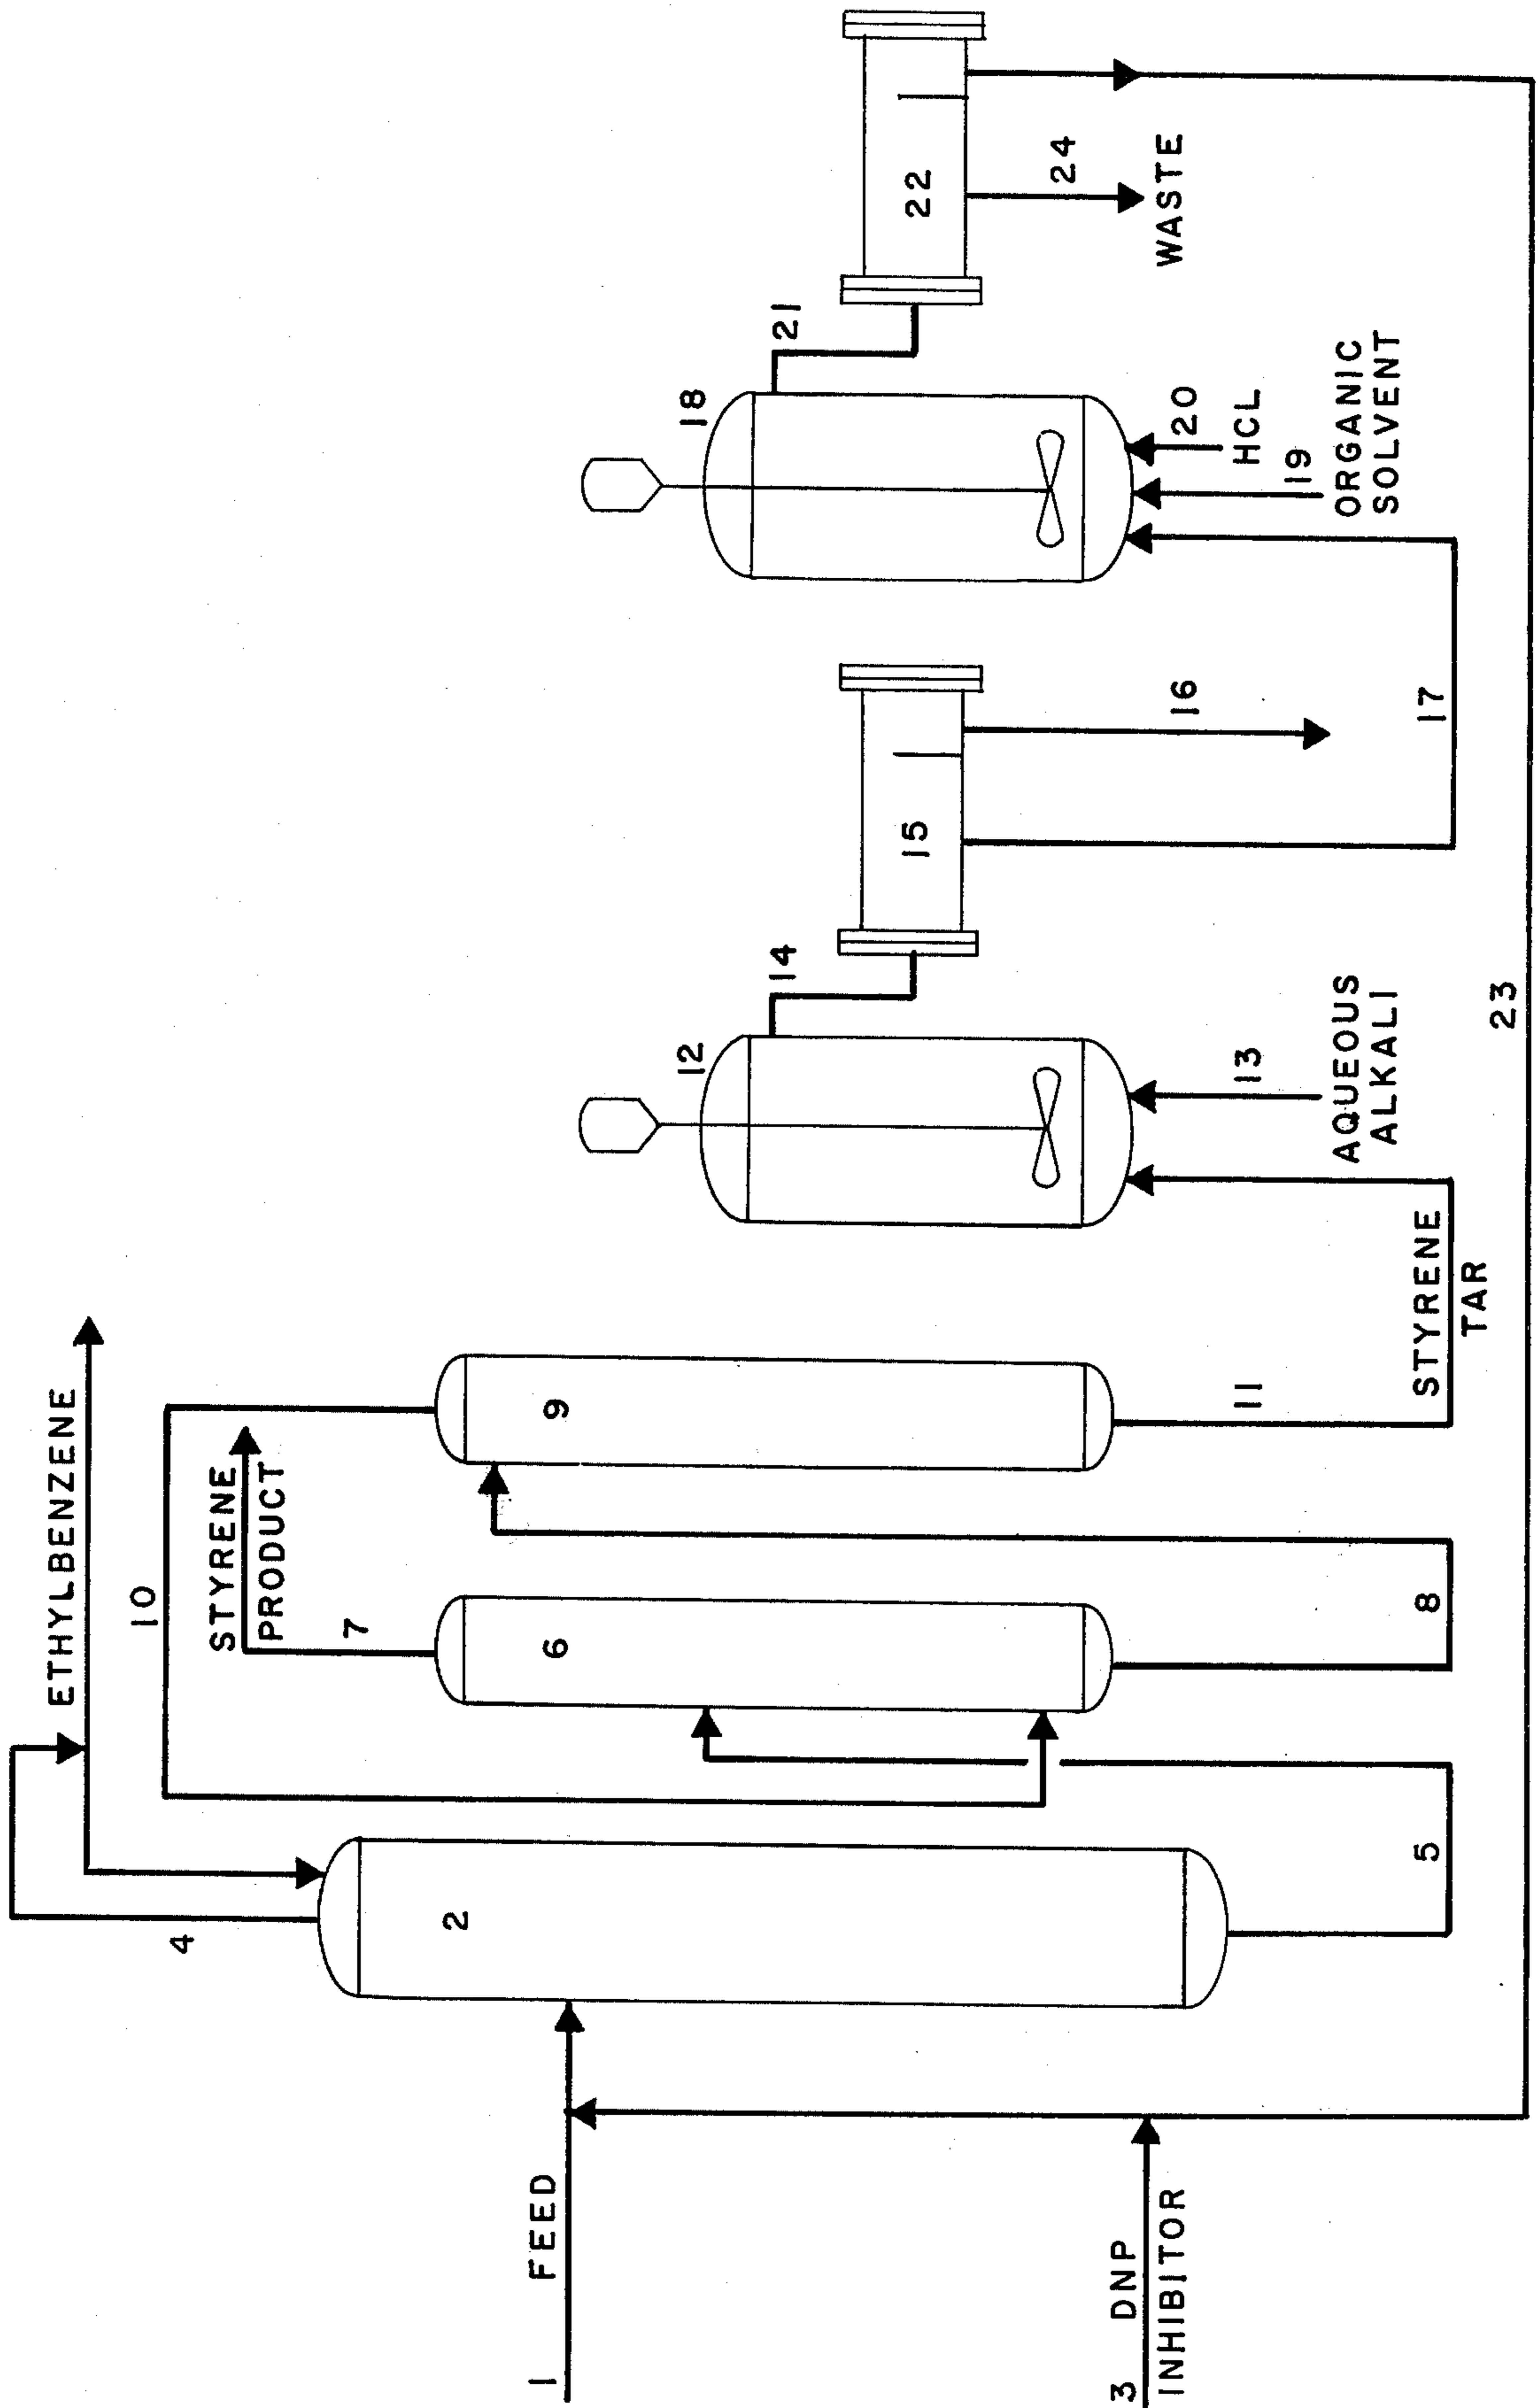 1 FEED
3 DNP
INHIBITOR
2
4
ETHYLBENZENE
5
6
7
STYRENE
PRODUCT
8
9
10
11
STYRENE
TAR
12
13
AQUEOUS
ALKALI
14
15
16
17
18
19
ORGANIC
SOLVENT
20
HCL
21
22
23
24
WASTE